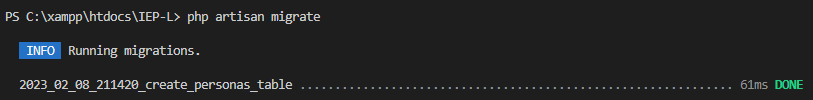 PS C:\xampp\htdocs\IEP-L> php artisan migrate
INFO Running migrations.
2023_02_08_211420_create_personas_table .............................................................. 61ms DONE